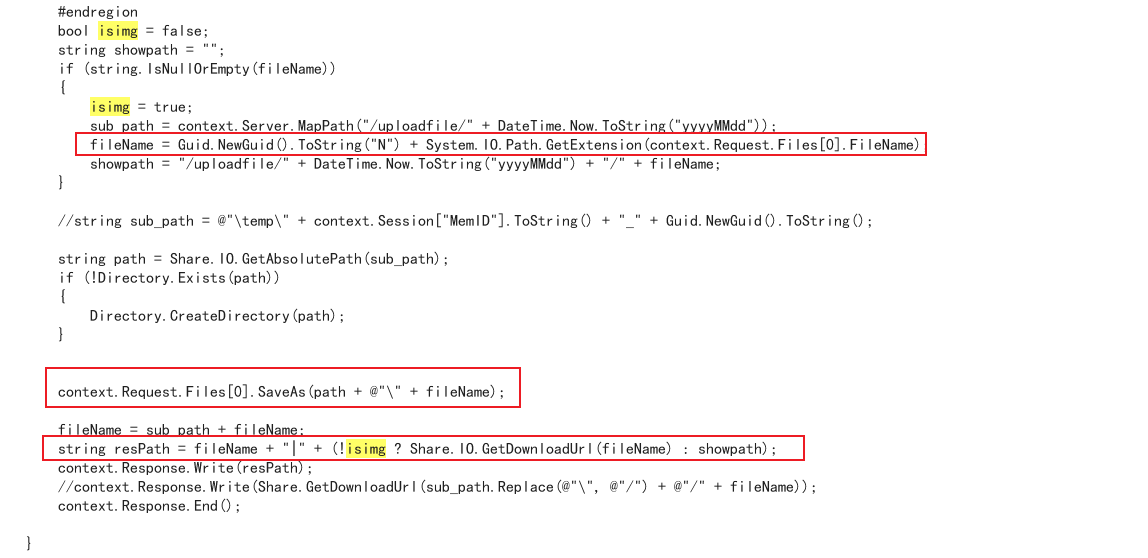 #endregion
bool isimg = false;
string showpath = "";
if (string.IsNullOrEmpty(fileName))
{
isimg = true;
sub_path = context.Server.MapPath("/uploadfile/" + DateTime.Now.ToString("yyyyMMdd"));
fileName = Guid.NewGuid().ToString("N") + System.IO.Path.GetExtension(context.Request.Files[0].FileName)
showpath = "/uploadfile/" + DateTime.Now.ToString("yyyyMMdd") + "/" + fileName;
}
//string sub_path = @"\temp\" + context.Session["MemID"].ToString() + "_" + Guid.NewGuid().ToString();
string path = Share.IO.GetAbsolutePath(sub_path);
if (!Directory.Exists(path))
{
Directory.CreateDirectory(path);
}
context.Request.Files[0].SaveAs(path + @"\" + fileName);
fileName = sub_path + fileName;
string resPath = fileName + "|" + (!isimg ? Share.IO.GetDownloadUrl(fileName) : showpath);
context.Response.Write(resPath);
//context.Response.Write(Share.GetDownloadUrl(sub_path.Replace(@"\", @"/") + @"/" + fileName));
context.Response.End();
}